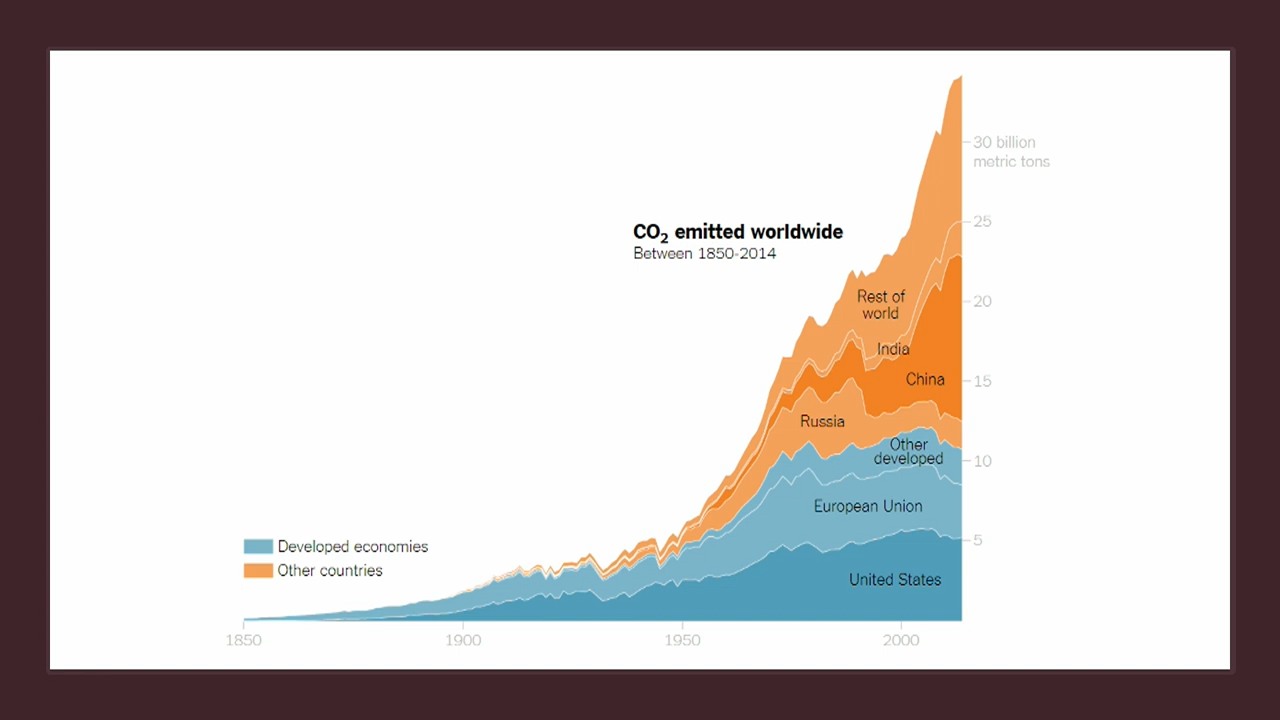 CO₂ emitted worldwide
Between 1850-2014
30 billion
metric tons
25
20
15
10
5
Rest of
world
India
China
Russia
Other
developed
European Union
United States
Developed economies
Other countries
1850
1900
1950
2000